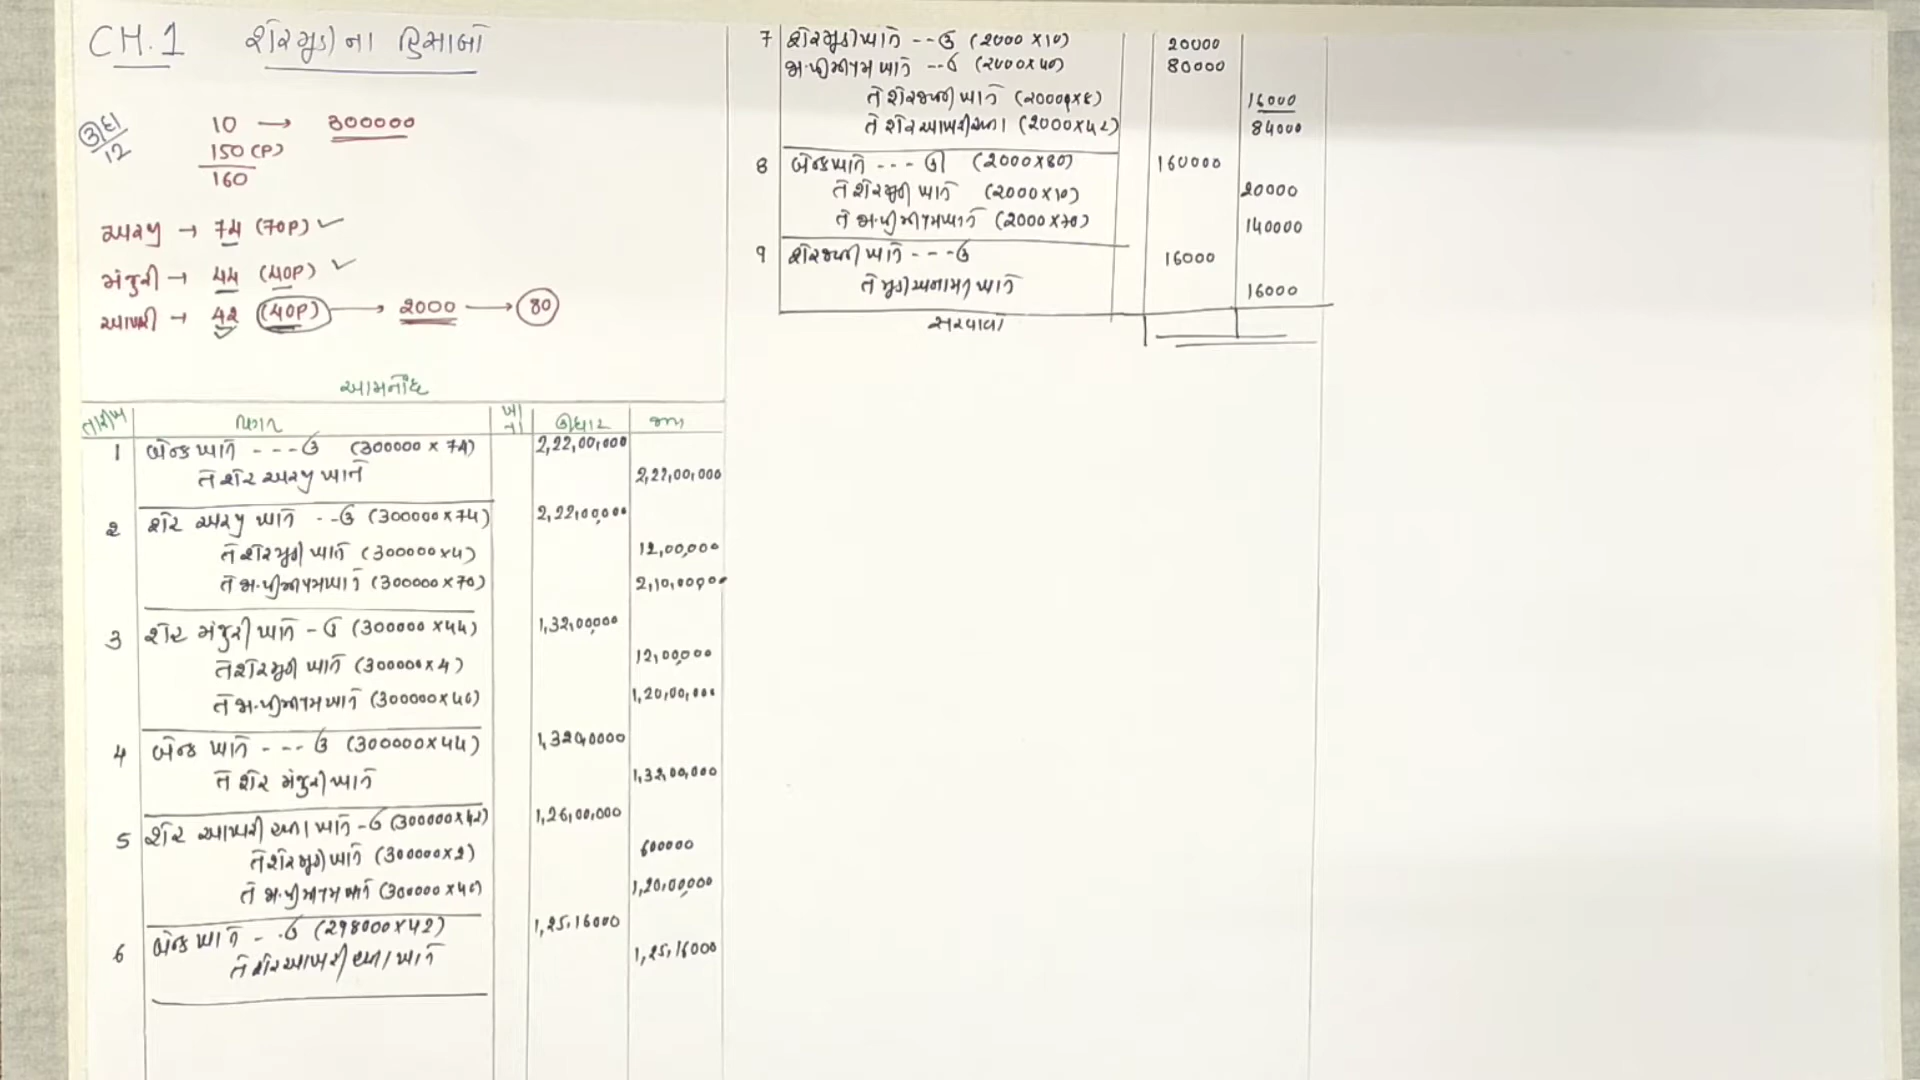 CH.1 શેરમૂડીના હિસાબો
ઉદા
12
10 → 300000
150 (P)
160
અરજી → 74 (70P) ✓
મંજુરી → 44 (40P) ✓
આખરી → 42 (40P) → 2000 → 80
આમનોંધ
તારીખ વિગત ખા ના ઉધાર જમા
1 બેન્ક ખાતે ---ઉ (300000 × 74) 2,22,00,000
તે શેર અરજી ખાતે 2,22,00,000
2 શેર અરજી ખાતે --ઉ (300000×74) 2,22,00,000
તે શેરમૂડી ખાતે (300000×4) 12,00,000
તે જા.પ્રીમીયમ ખાતે (300000×70) 2,10,00,000
3 શેર મંજુરી ખાતે -ઉ (300000×44) 1,32,00,000
તે શેરમૂડી ખાતે (300000×4) 12,00,000
તે જા.પ્રીમીયમ ખાતે (300000×40) 1,20,00,000
4 બેન્ક ખાતે ---ઉ (300000×44) 1,32,00,000
તે શેર મંજુરી ખાતે 1,32,00,000
5 શેર આખરી હપ્તા ખાતે -ઉ (300000×42) 1,26,00,000
તે શેરમૂડી ખાતે (300000×2) 600000
તે જા.પ્રીમીયમ ખાતે (300000×40) 1,20,00,000
6 બેન્ક ખાતે --ઉ (298000×42) 1,25,16000
તે શેર આખરી હપ્તા ખાતે 1,25,16000
7 શેરમૂડી ખાતે --ઉ (2000×10) 20000
જા.પ્રીમીયમ ખાતે --ઉ (2000×40) 80000
તે શેરજપ્તી ખાતે (2000×8) 16000
તે શેર આખરી હપ્તા (2000×42) 84000
8 બેન્ક ખાતે ----ઉ (2000×80) 160000
તે શેરમૂડી ખાતે (2000×10) 20000
તે જા.પ્રીમીયમ ખાતે (2000×70) 140000
9 શેરજપ્તી ખાતે ---ઉ 16000
તે મૂડી અનામત ખાતે 16000
સરવાળો